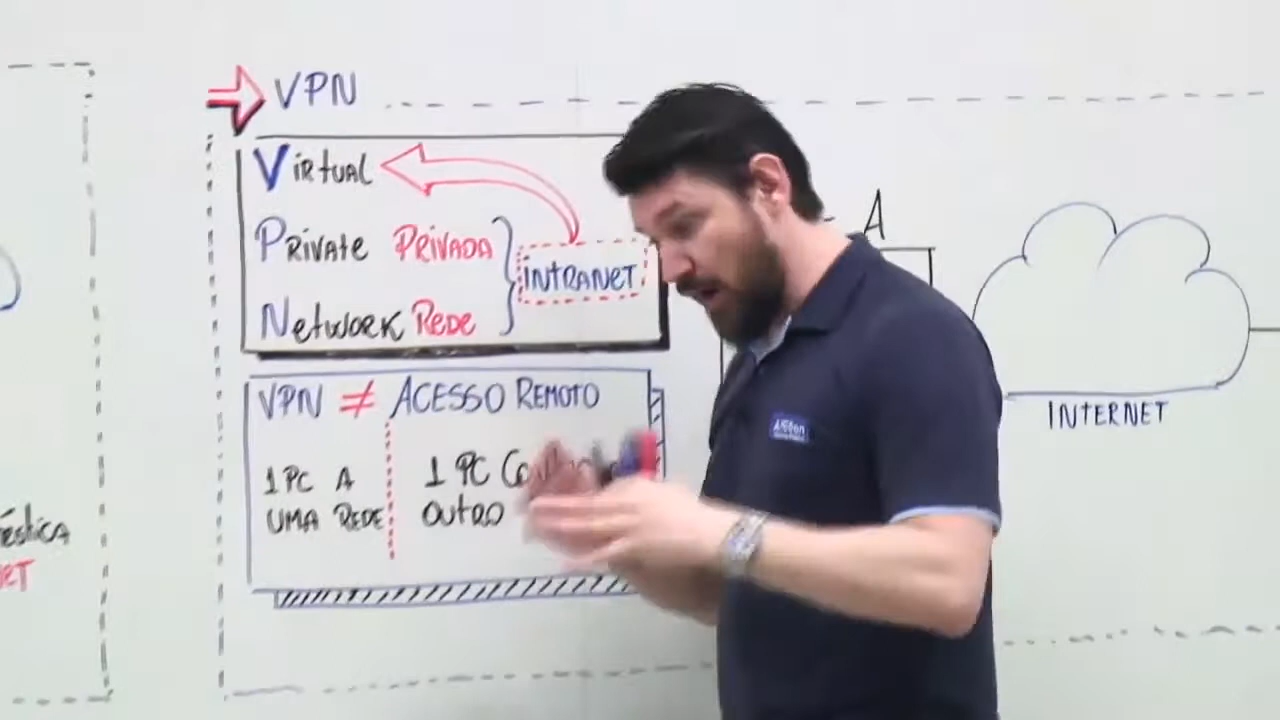 VPN
Virtual
Private Privada
Network Rede
INTRANET
VPN ≠ ACESSO REMOTO
1 PC A
UMA REDE
1 PC
OUTRO
A
INTERNET